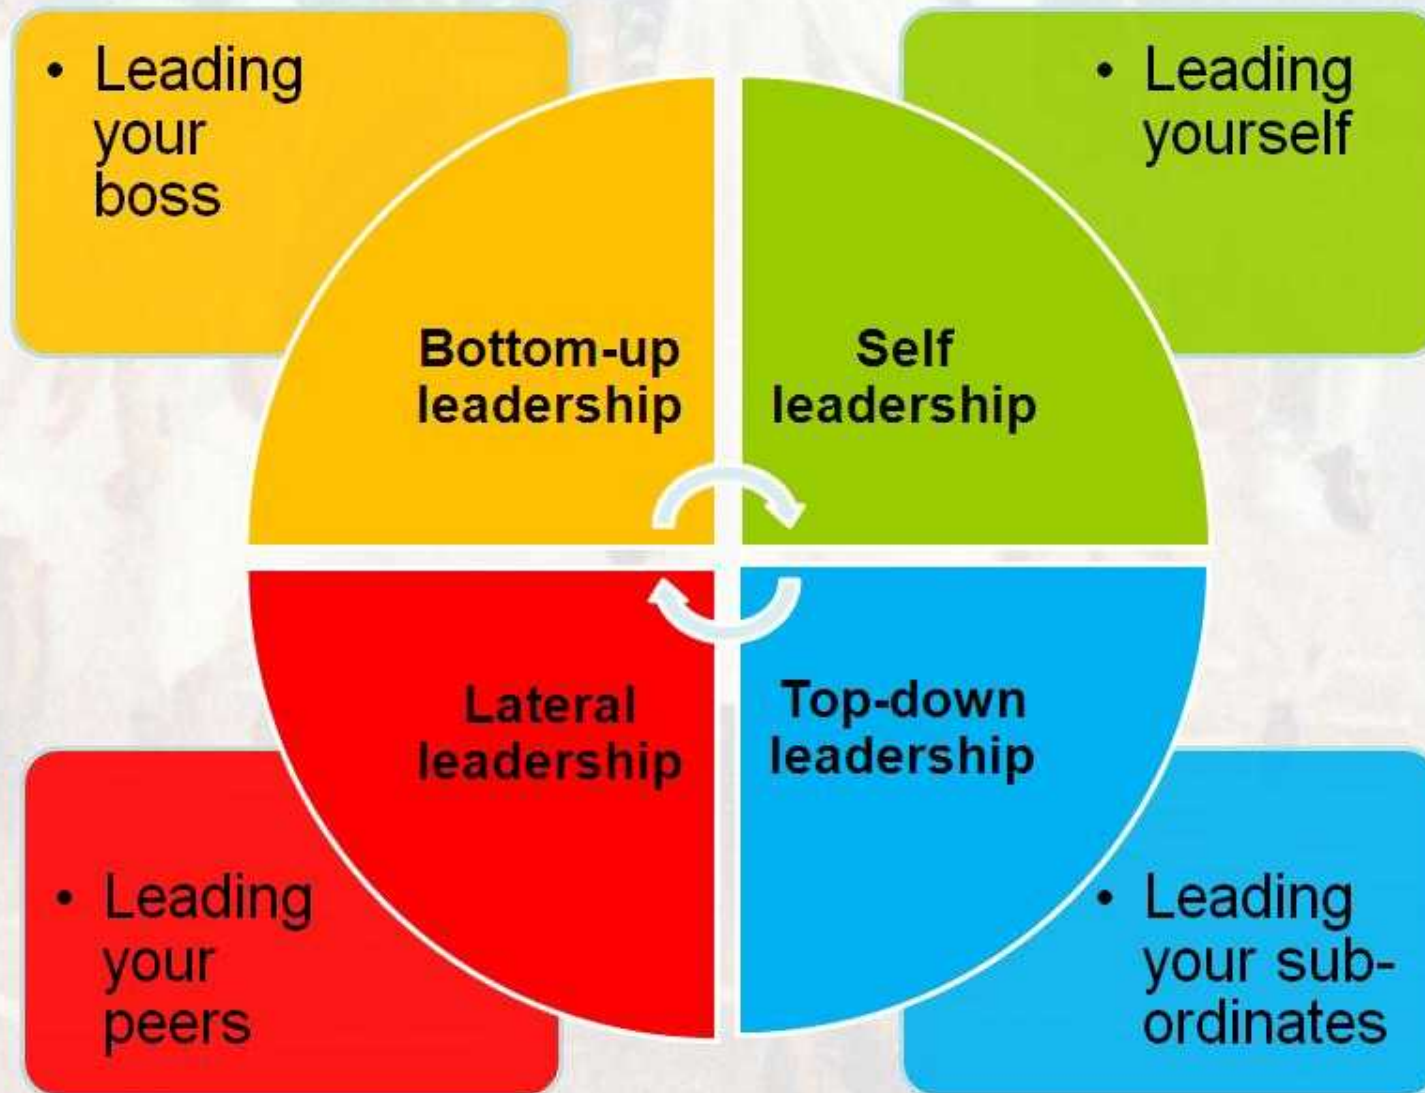 • Leading
your
boss
• Leading
yourself
Bottom-up
leadership
Self
leadership
Lateral
leadership
Top-down
leadership
• Leading
your
peers
• Leading
your sub-
ordinates